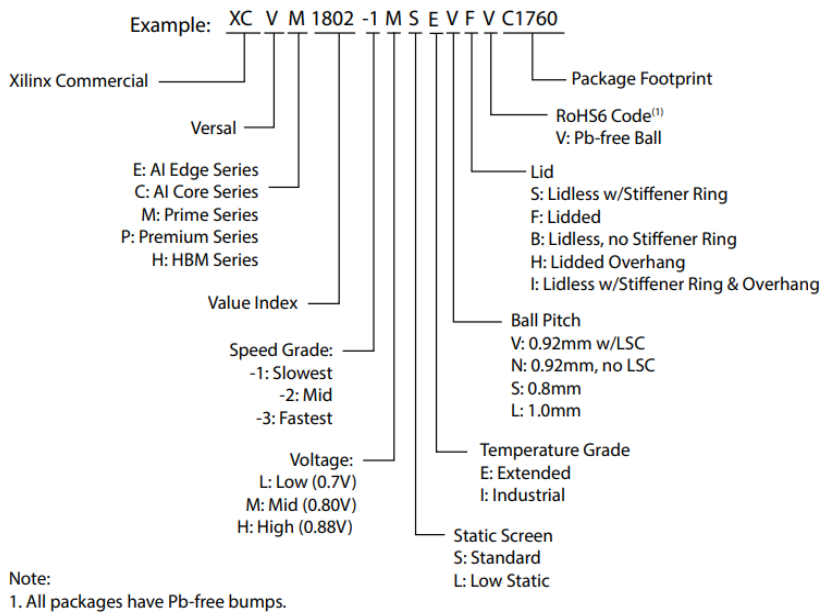 Example: XC V M 1802 -1 M S E V F V C1760
Xilinx Commercial
Package Footprint
RoHS6 Code(1)
V: Pb-free Ball
Versal
Lid
S: Lidless w/Stiffener Ring
F: Lidded
B: Lidless, no Stiffener Ring
H: Lidded Overhang
I: Lidless w/Stiffener Ring & Overhang
E: AI Edge Series
C: AI Core Series
M: Prime Series
P: Premium Series
H: HBM Series
Value Index
Ball Pitch
V: 0.92mm w/LSC
N: 0.92mm, no LSC
S: 0.8mm
L: 1.0mm
Speed Grade:
-1: Slowest
-2: Mid
-3: Fastest
Temperature Grade
E: Extended
I: Industrial
Voltage:
L: Low (0.7V)
M: Mid (0.80V)
H: High (0.88V)
Static Screen
S: Standard
L: Low Static
Note:
1. All packages have Pb-free bumps.